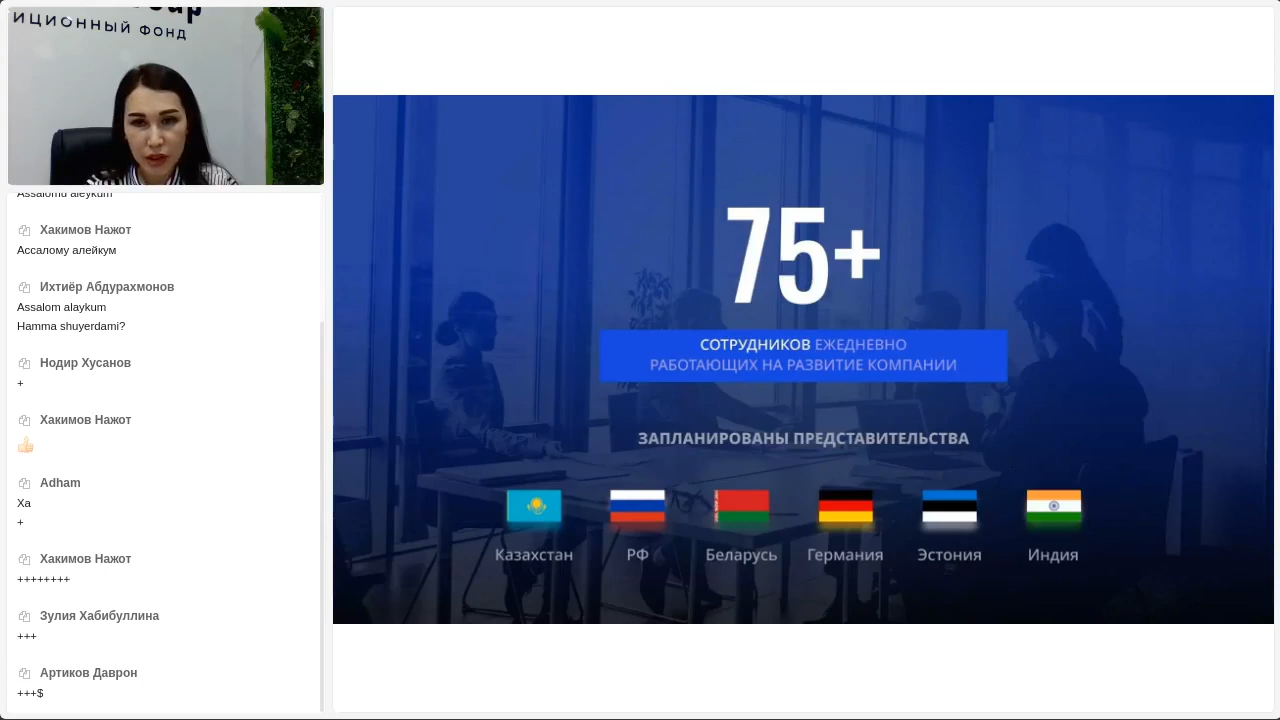 ИЦИОННЫЙ ФОНД
Assalomu aleykum
Хакимов Нажот
Ассалому алейкум
Ихтиёр Абдурахмонов
Assalom alaykum
Hamma shuyerdami?
Нодир Хусанов
+
Хакимов Нажот
Adham
Xa
+
Хакимов Нажот
++++++++
Зулия Хабибуллина
+++
Артиков Даврон
+++$
75+
СОТРУДНИКОВ ЕЖЕДНЕВНО
РАБОТАЮЩИХ НА РАЗВИТИЕ КОМПАНИИ
ЗАПЛАНИРОВАНЫ ПРЕДСТАВИТЕЛЬСТВА
Казахстан РФ Беларусь Германия Эстония Индия